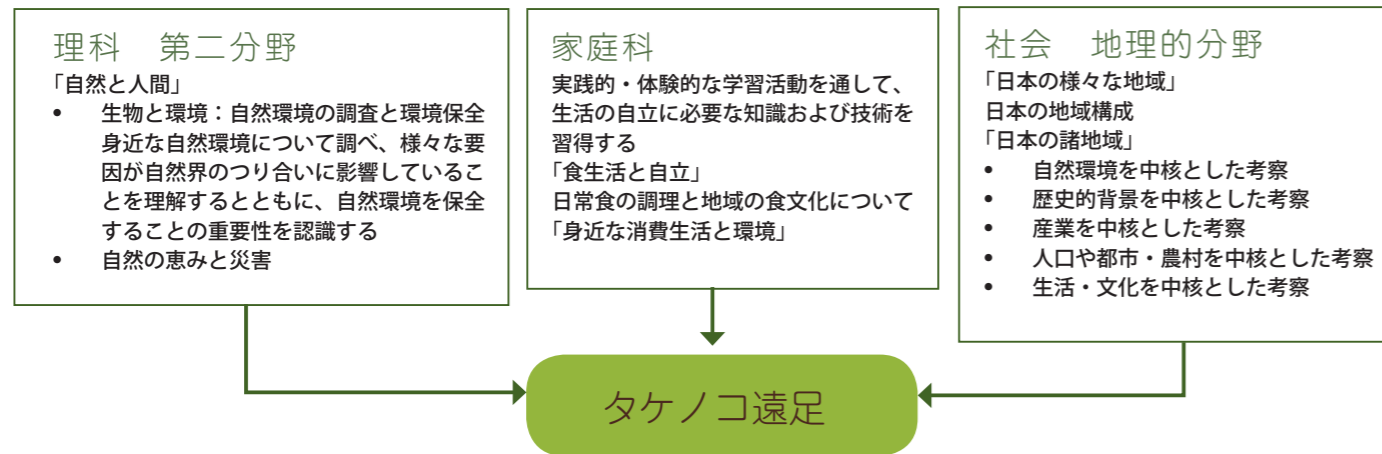 理科　第二分野
「自然と人間」
• 生物と環境：自然環境の調査と環境保全
身近な自然環境について調べ、様々な要
因が自然界のつり合いに影響しているこ
とを理解するとともに、自然環境を保全
することの重要性を認識する
• 自然の恵みと災害
家庭科
実践的・体験的な学習活動を通して、
生活の自立に必要な知識および技術を
習得する
「食生活と自立」
日常食の調理と地域の食文化について
「身近な消費生活と環境」
社会　地理的分野
「日本の様々な地域」
日本の地域構成
「日本の諸地域」
• 自然環境を中核とした考察
• 歴史的背景を中核とした考察
• 産業を中核とした考察
• 人口や都市・農村を中核とした考察
• 生活・文化を中核とした考察
タケノコ遠足